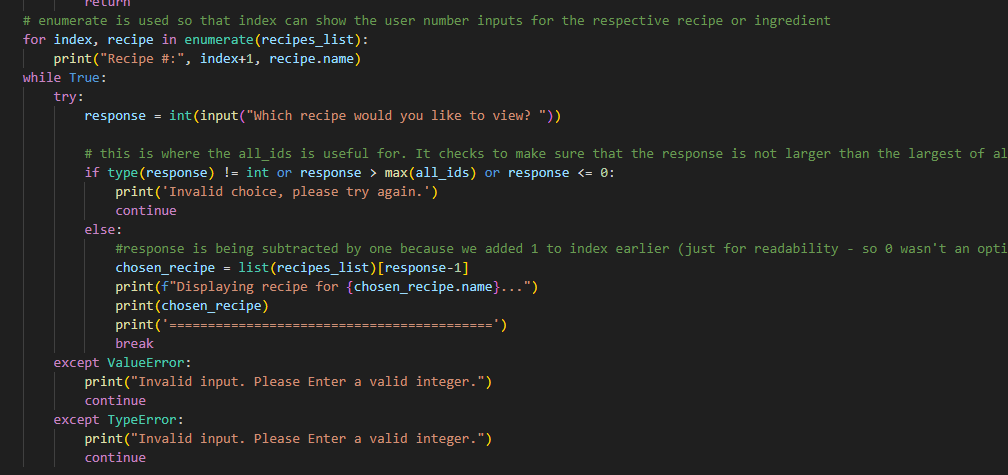 return
# enumerate is used so that index can show the user number inputs for the respective recipe or ingredient
for index, recipe in enumerate(recipes_list):
    print("Recipe #:", index+1, recipe.name)
while True:
    try:
        response = int(input("Which recipe would you like to view? "))
        # this is where the all_ids is useful for. It checks to make sure that the response is not larger than the largest of al
        if type(response) != int or response > max(all_ids) or response <= 0:
            print('Invalid choice, please try again.')
            continue
        else:
            #response is being subtracted by one because we added 1 to index earlier (just for readability - so 0 wasn't an opti
            chosen_recipe = list(recipes_list)[response-1]
            print(f"Displaying recipe for {chosen_recipe.name}...")
            print(chosen_recipe)
            print('==========================================')
            break
    except ValueError:
        print("Invalid input. Please Enter a valid integer.")
        continue
    except TypeError:
        print("Invalid input. Please Enter a valid integer.")
        continue